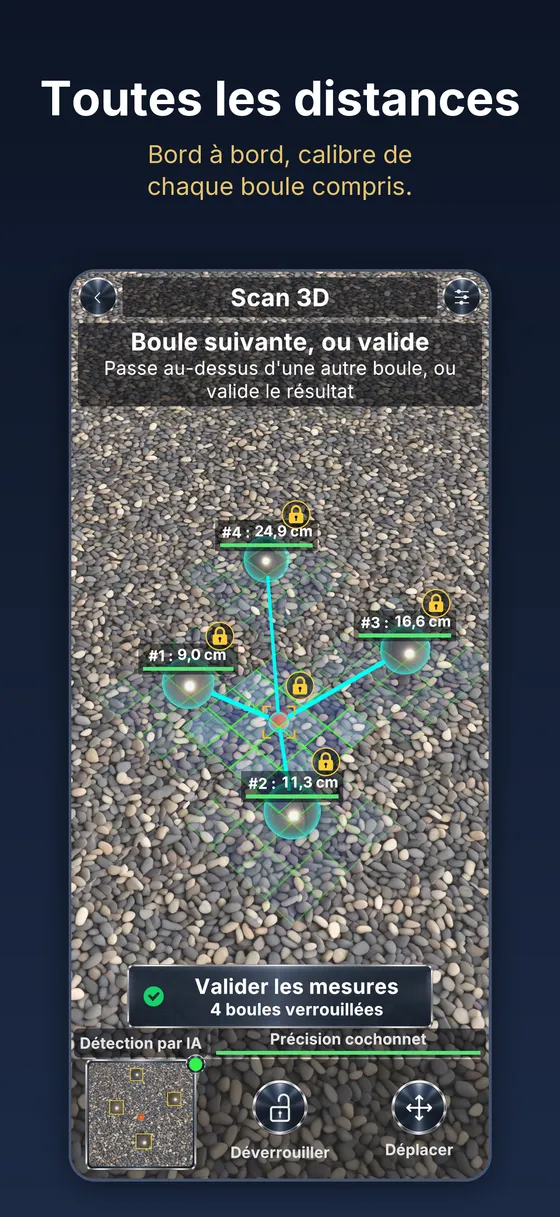 Toutes les distances
Bord à bord, calibre de
chaque boule compris.
Scan 3D
Boule suivante, ou valide
Passe au-dessus d'une autre boule, ou
valide le résultat
#4 : 24,9 cm
#3 : 16,6 cm
#1 : 9,0 cm
#2 : 11,3 cm
Valider les mesures
4 boules verrouillées
Détection par IA
Précision cochonnet
Déverrouiller
Déplacer